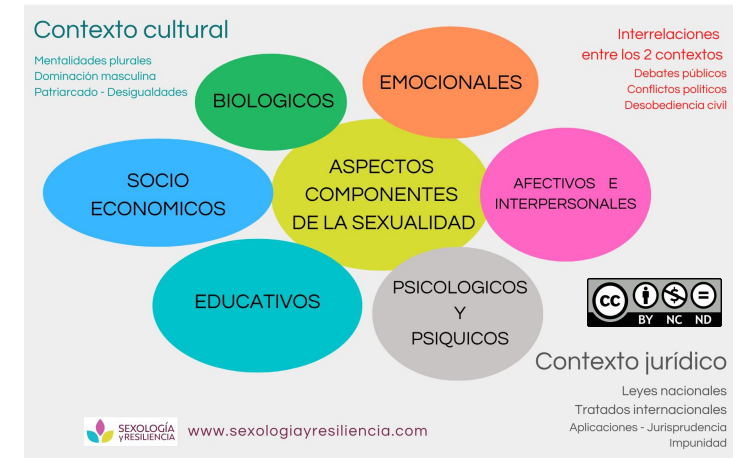 Contexto cultural
Mentalidades plurales
Dominación masculina
Patriarcado - Desigualdades
Interrelaciones
entre los 2 contextos
Debates públicos
Conflictos políticos
Desobediencia civil
BIOLOGICOS
EMOCIONALES
SOCIO
ECONOMICOS
ASPECTOS
COMPONENTES
DE LA SEXUALIDAD
AFECTIVOS E
INTERPERSONALES
EDUCATIVOS
PSICOLOGICOS
Y
PSIQUICOS
cc
BY NC ND
Contexto jurídico
Leyes nacionales
Tratados internacionales
Aplicaciones - Jurisprudencia
Impunidad
SEXOLOGÍA
y RESILIENCIA
www.sexologiayresiliencia.com